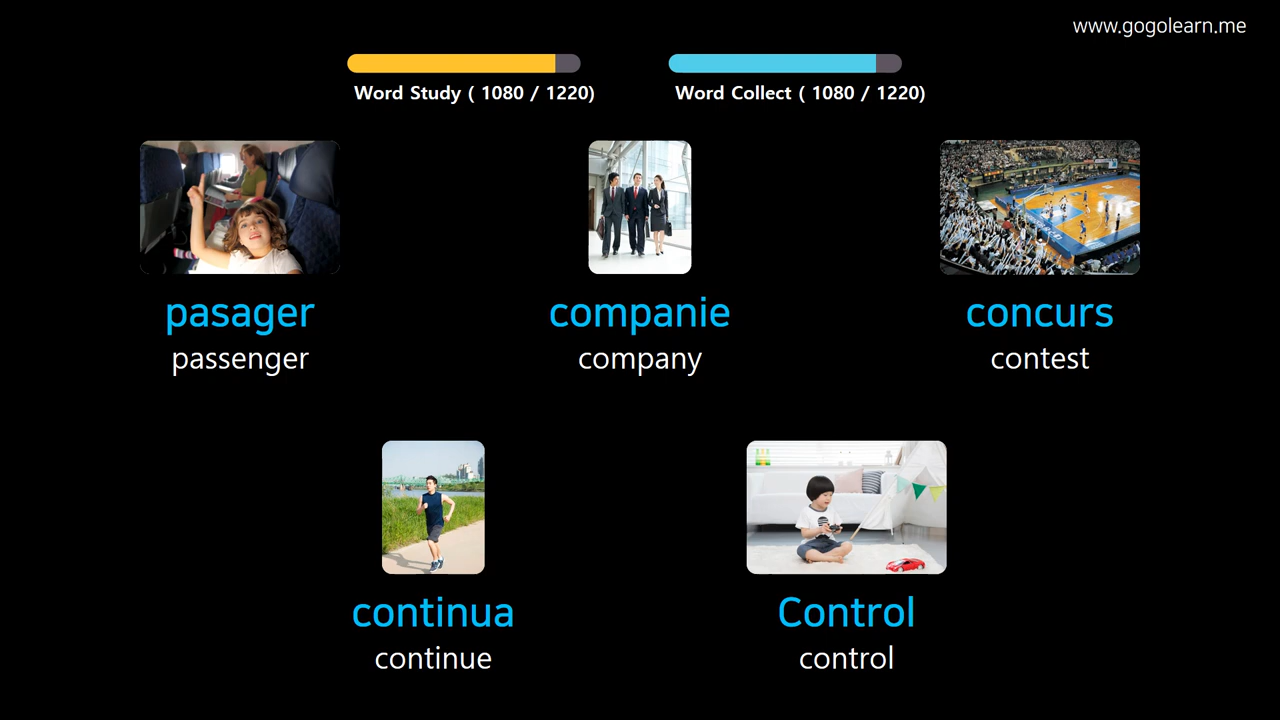 www.gogolearn.me
Word Study ( 1080 / 1220)
Word Collect ( 1080 / 1220)
pasager
passenger
companie
company
concurs
contest
continua
continue
Control
control